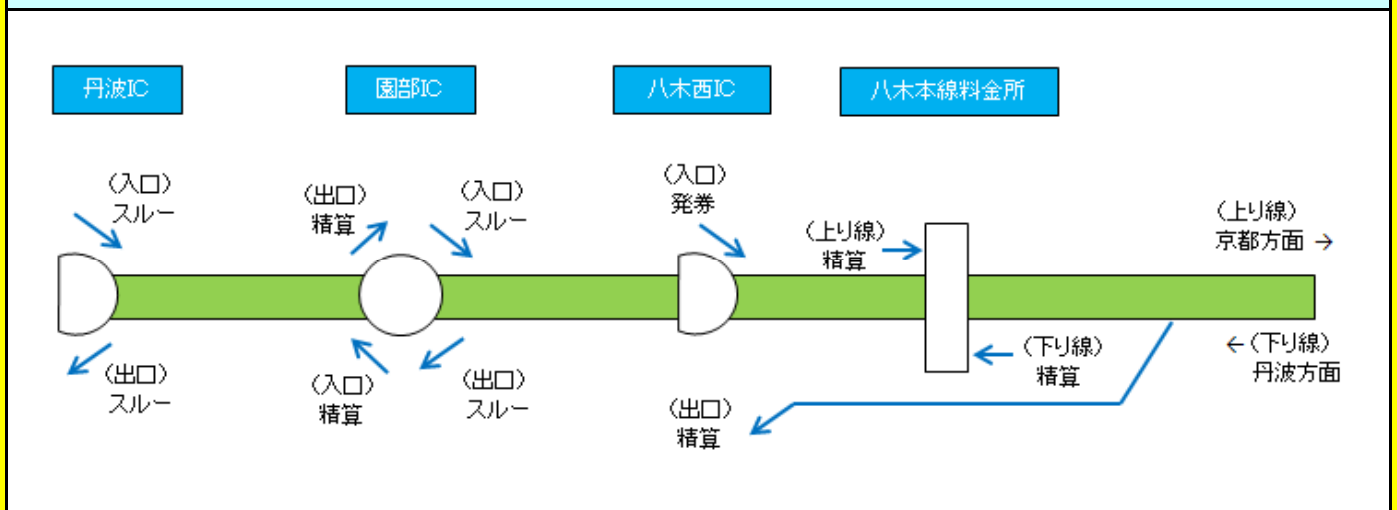 丹波IC
園部IC
八木西IC
八木本線料金所
(入口)
スルー
(出口)
精算
(入口)
スルー
(入口)
発券
(上り線)
精算
(上り線)
京都方面 →
(出口)
スルー
(入口)
精算
(出口)
スルー
(出口)
精算
(下り線)
精算
←(下り線)
丹波方面